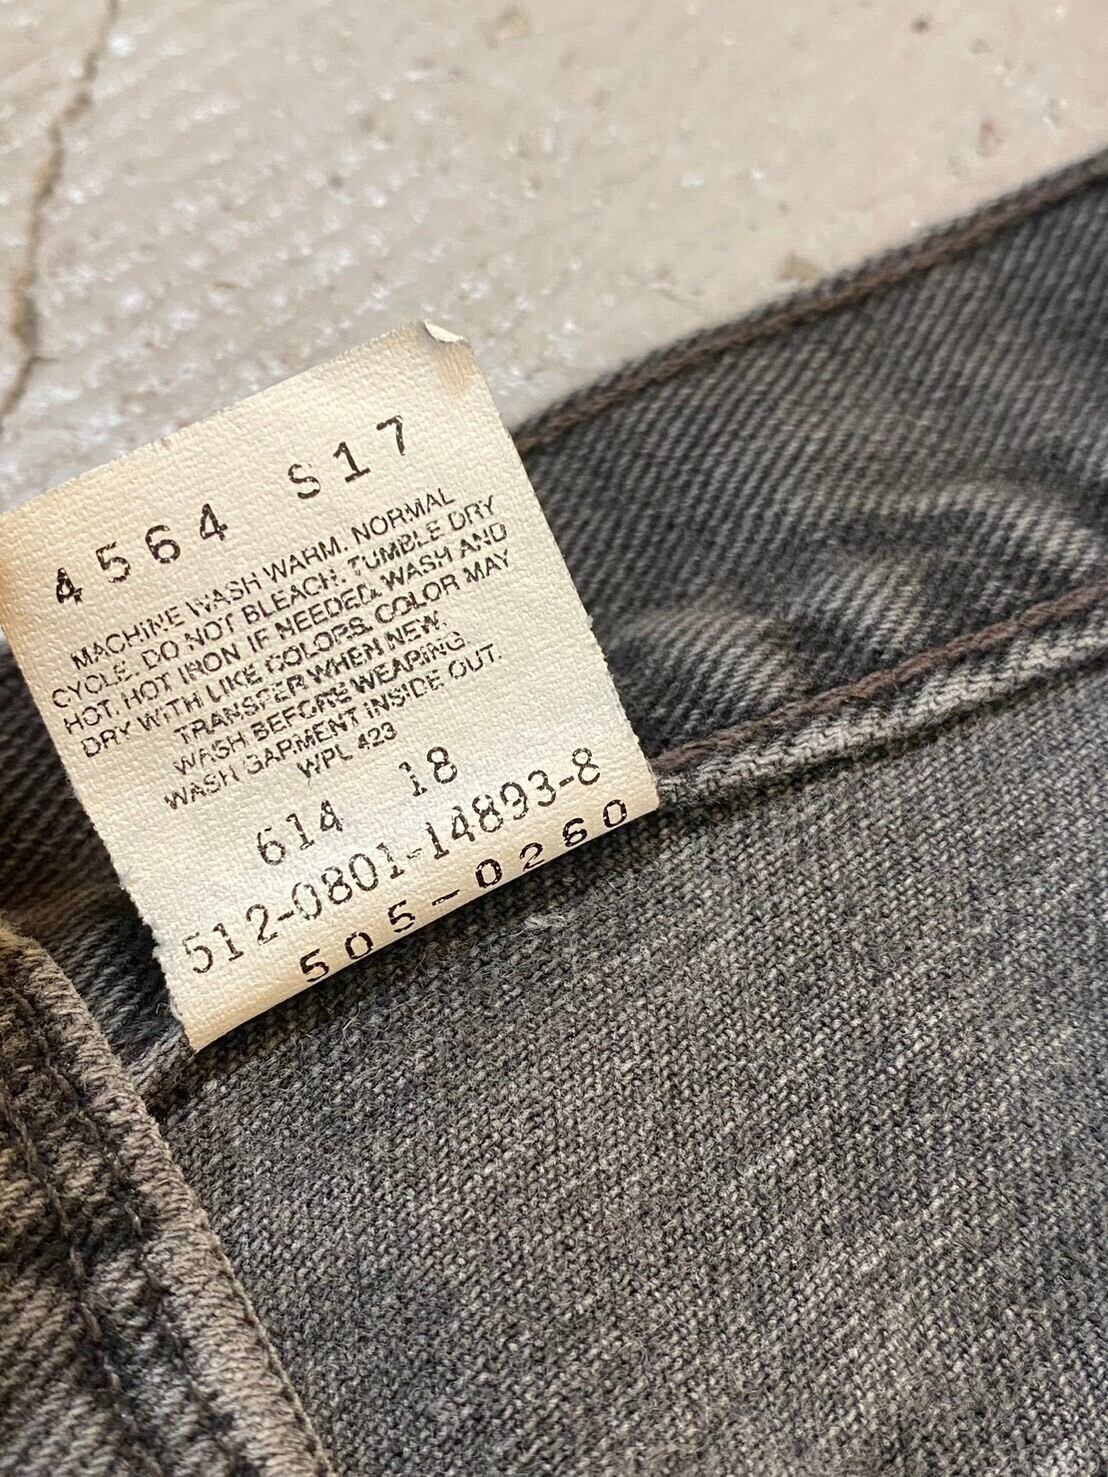 4564 S17
MACHINE WASH WARM. NORMAL
CYCLE. DO NOT BLEACH. TUMBLE DRY
HOT. HOT IRON IF NEEDED. WASH AND
DRY WITH LIKE COLORS. COLOR MAY
TRANSFER WHEN NEW.
WASH BEFORE WEARING.
WASH GARMENT INSIDE OUT.
WPL 423
614 18
512-0801-14893-8
505-0260